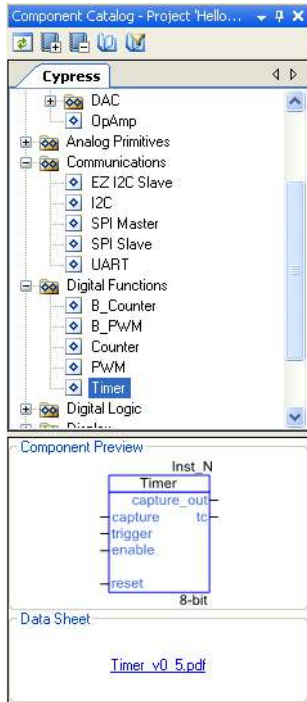 Component Catalog - Project 'Hello...
Cypress
DAC
OpAmp
Analog Primitives
Communications
EZ I2C Slave
I2C
SPI Master
SPI Slave
UART
Digital Functions
B_Counter
B_PWM
Counter
PWM
Timer
Digital Logic
Display
Component Preview
Inst_N
Timer
capture_out
capture tc
trigger
enable
reset
8-bit
Data Sheet
Timer_v0_5.pdf